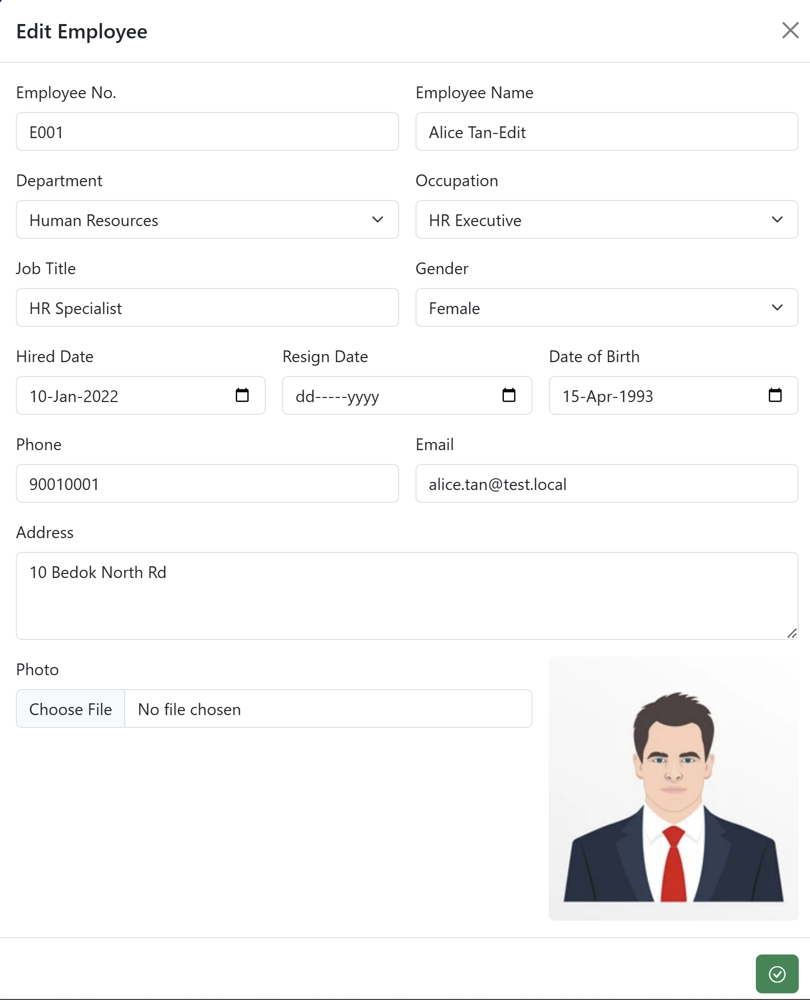 Edit Employee
Employee No.
Employee Name
E001
Alice Tan-Edit
Department
Occupation
Human Resources
HR Executive
Job Title
Gender
HR Specialist
Female
Hired Date
Resign Date
Date of Birth
10-Jan-2022
dd-----yyyy
15-Apr-1993
Phone
Email
90010001
alice.tan@test.local
Address
10 Bedok North Rd
Photo
Choose File
No file chosen